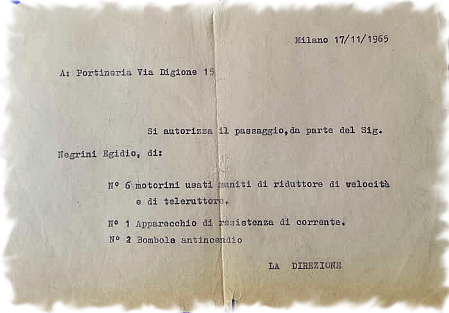 Milano 17/11/1965
A: Portineria Via Digione 15
Si autorizza il passaggio,da parte del Sig.
Negrini Egidio, di:
N° 6 motorini usati muniti di riduttore di velocità
e di teleruttore.
N° 1 Apparecchio di resistenza di corrente.
N° 2 Bombole antincendio
LA DIREZIONE